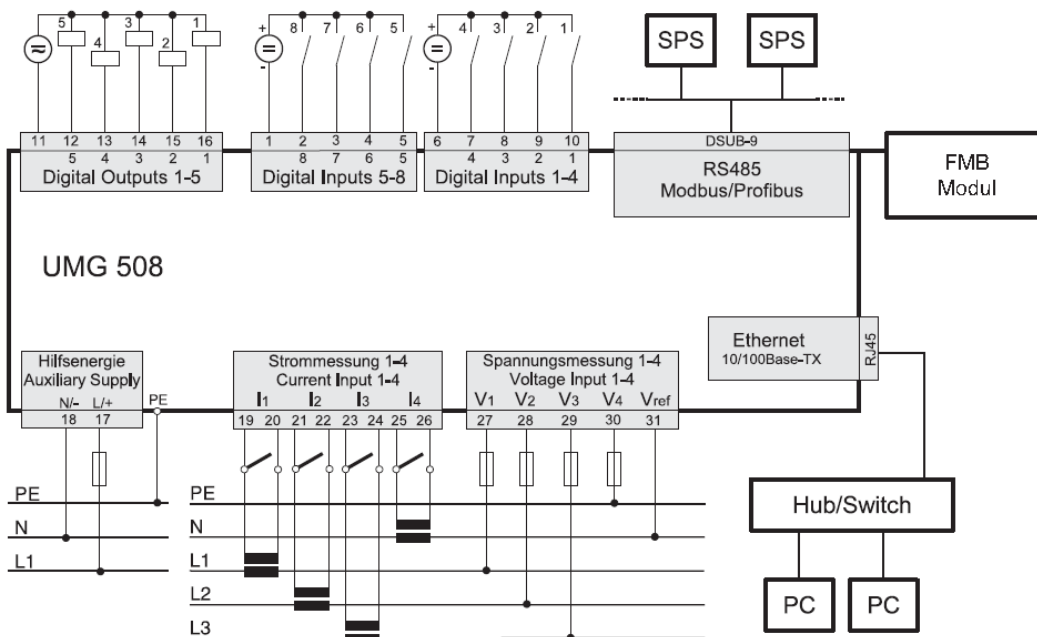 5 3 1
4 2
+ 8 7 6 5
-
+ 4 3 2 1
-
SPS SPS
11 12 13 14 15 16
5 4 3 2 1
Digital Outputs 1-5
1 2 3 4 5
8 7 6 5
Digital Inputs 5-8
6 7 8 9 10
4 3 2 1
Digital Inputs 1-4
DSUB-9
RS485
Modbus/Profibus
FMB
Modul
UMG 508
Ethernet
10/100Base-TX
RJ45
Hilfsenergie
Auxiliary Supply
N/- L/+ PE
18 17
Strommessung 1-4
Current Input 1-4
I1 I2 I3 I4
19 20 21 22 23 24 25 26
Spannungsmessung 1-4
Voltage Input 1-4
V1 V2 V3 V4 Vref
27 28 29 30 31
PE
N
L1
PE
N
L1
L2
L3
Hub/Switch
PC PC